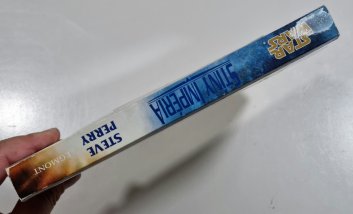 STAR
WARS
STÍNY IMPÉRIA
STEVE
PERRY
EGMONT